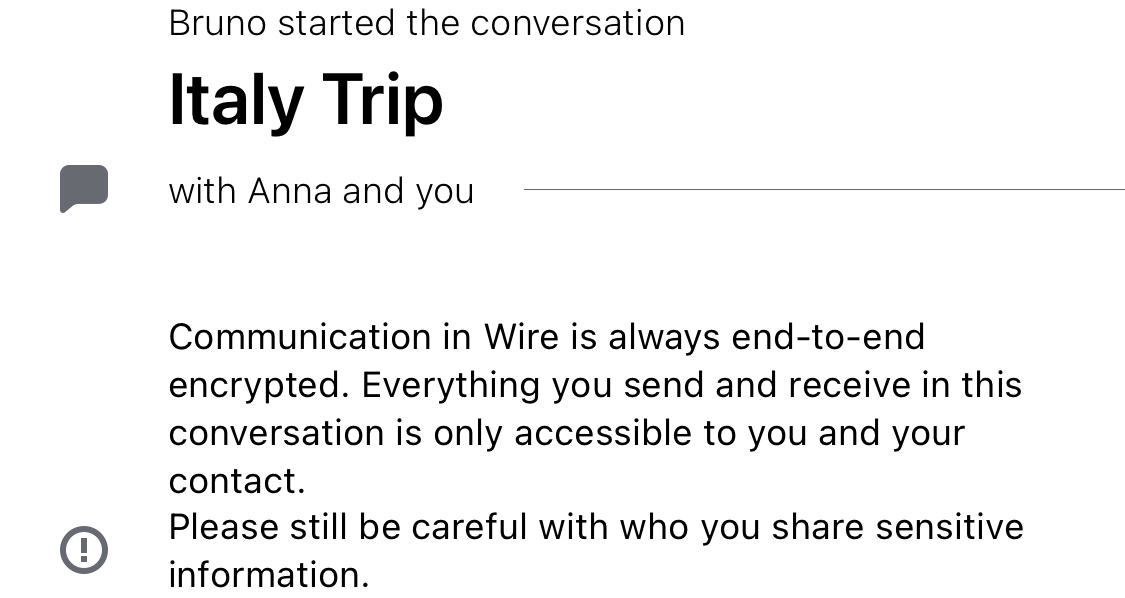 Bruno started the conversation
Italy Trip
with Anna and you
Communication in Wire is always end-to-end
encrypted. Everything you send and receive in this
conversation is only accessible to you and your
contact.
Please still be careful with who you share sensitive
information.